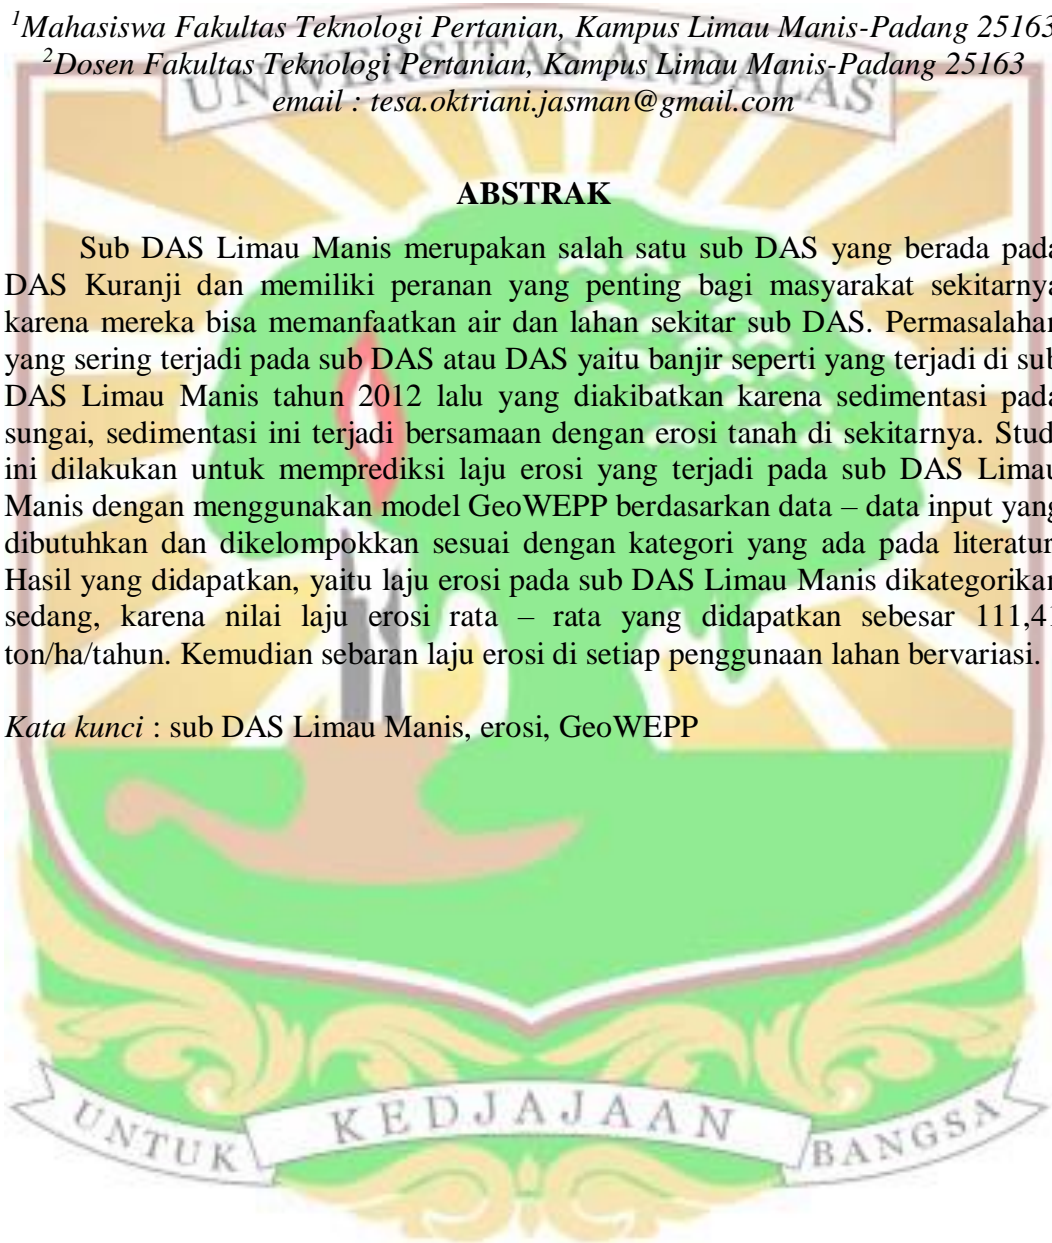 ¹Mahasiswa Fakultas Teknologi Pertanian, Kampus Limau Manis-Padang 25163
²Dosen Fakultas Teknologi Pertanian, Kampus Limau Manis-Padang 25163
UNIVERSITAS ANDALAS
email : tesa.oktriani.jasman@gmail.com
ABSTRAK
Sub DAS Limau Manis merupakan salah satu sub DAS yang berada pada
DAS Kuranji dan memiliki peranan yang penting bagi masyarakat sekitarnya
karena mereka bisa memanfaatkan air dan lahan sekitar sub DAS. Permasalahan
yang sering terjadi pada sub DAS atau DAS yaitu banjir seperti yang terjadi di sub
DAS Limau Manis tahun 2012 lalu yang diakibatkan karena sedimentasi pada
sungai, sedimentasi ini terjadi bersamaan dengan erosi tanah di sekitarnya. Studi
ini dilakukan untuk memprediksi laju erosi yang terjadi pada sub DAS Limau
Manis dengan menggunakan model GeoWEPP berdasarkan data – data input yang
dibutuhkan dan dikelompokkan sesuai dengan kategori yang ada pada literatur
Hasil yang didapatkan, yaitu laju erosi pada sub DAS Limau Manis dikategorikan
sedang, karena nilai laju erosi rata – rata yang didapatkan sebesar 111,41
ton/ha/tahun. Kemudian sebaran laju erosi di setiap penggunaan lahan bervariasi.
Kata kunci : sub DAS Limau Manis, erosi, GeoWEPP
UNTUK KEDJAJAAN BANGSA